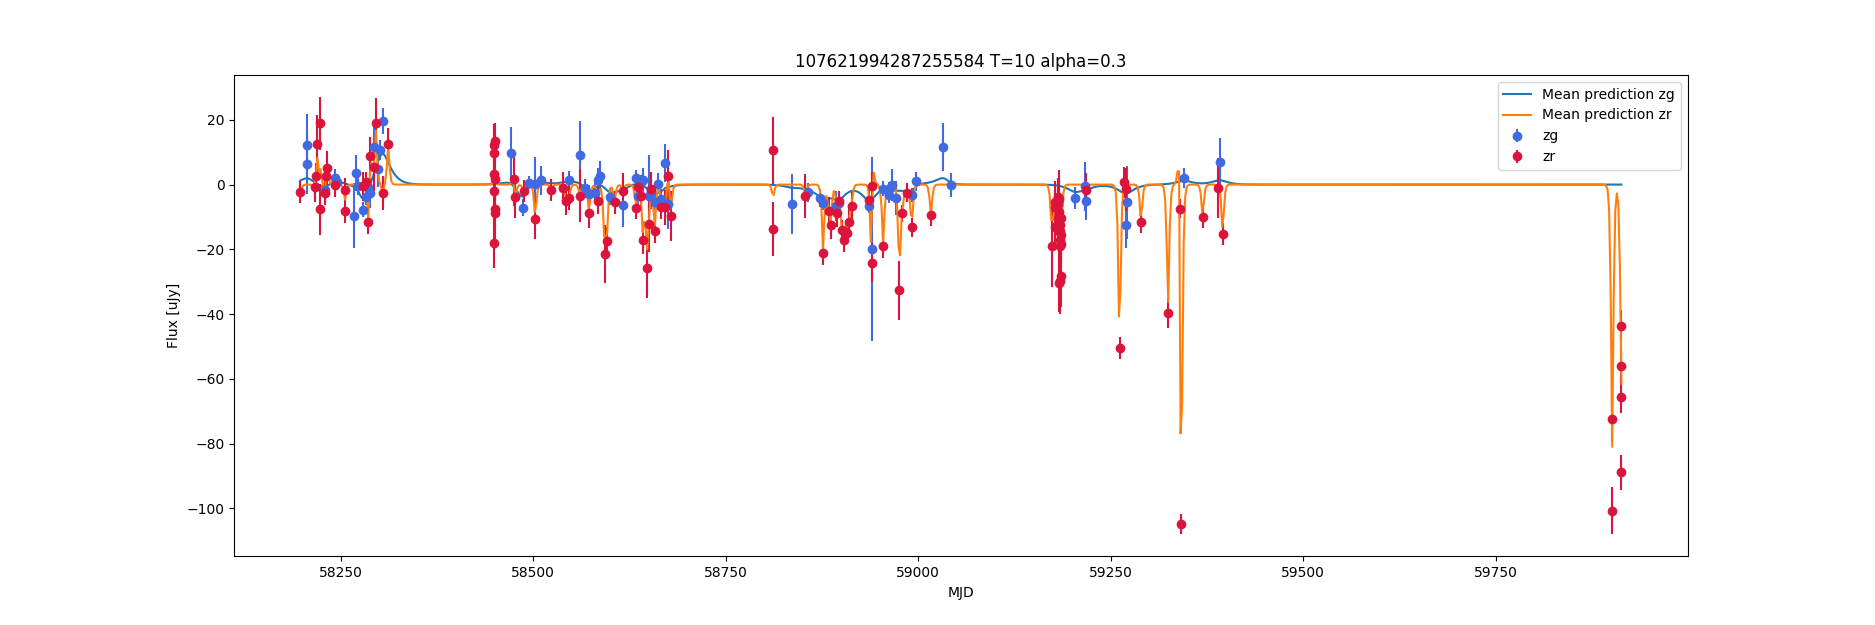 107621994287255584 T=10 alpha=0.3
Mean prediction zg
Mean prediction zr
zg
zr
20
0
−20
−40
−60
−80
−100
Flux [uJy]
58250
58500
58750
59000
59250
59500
59750
MJD